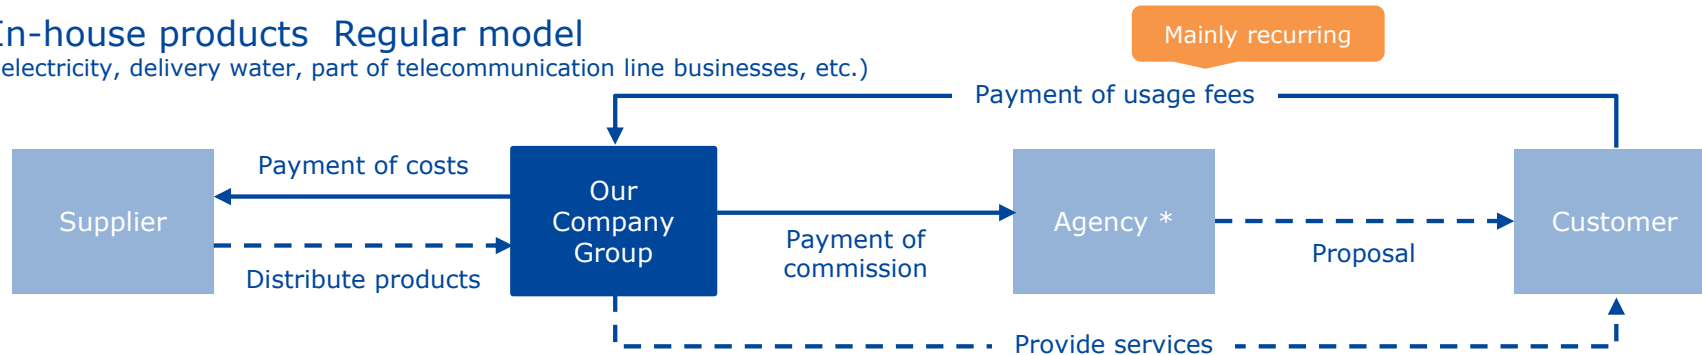 In-house products Regular model
electricity, delivery water, part of telecommunication line businesses, etc.)
Mainly recurring
Payment of usage fees
Payment of costs
Supplier
Distribute products
Our
Company
Group
Payment of
commission
Agency *
Proposal
Customer
Provide services